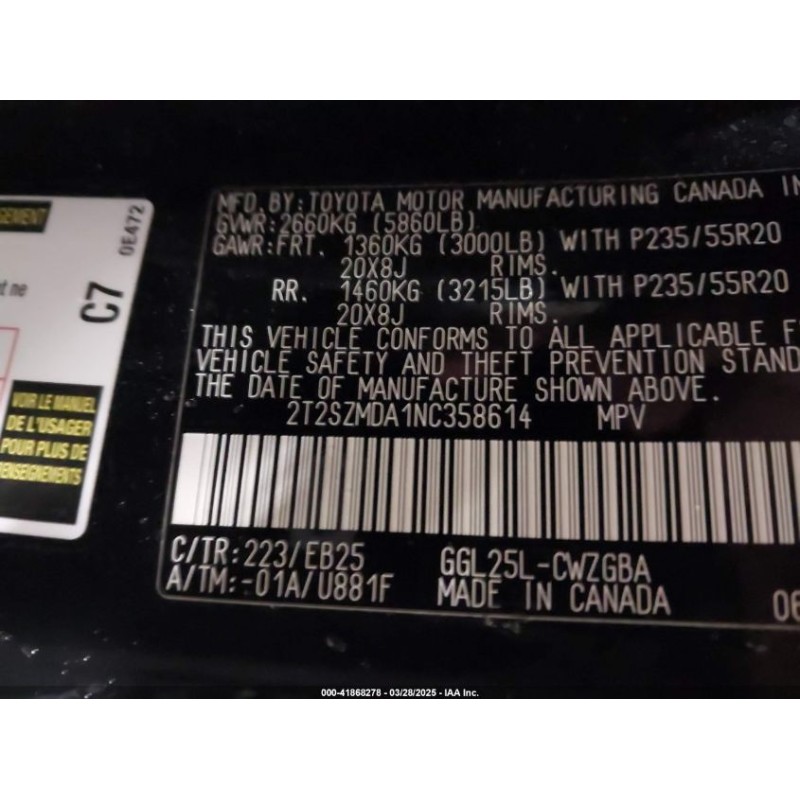 GEMENT
nt ne
C7
0E472
VOIR LE MANUEL
DE L'USAGER
POUR PLUS
RENSEIGNEMENTS
MFD.BY:TOYOTA MOTOR MANUFACTURING CANADA IN
GVWR:2660KG (5860LB)
GAWR:FRT. 1360KG (3000LB) WITH P235/55R20
20X8J RIMS.
RR. 1460KG (3215LB) WITH P235/55R20
20X8J RIMS.
THIS VEHICLE CONFORMS TO ALL APPLICABLE F
VEHICLE SAFETY AND THEFT PREVENTION STAND
THE DATE OF MANUFACTURE SHOWN ABOVE.
2T2SZMDA1NC358614 MPV
C/TR:223/EB25 GGL25L-CWZGBA
A/TM:-01A/U881F MADE IN CANADA 06
000-41868278 - 03/28/2025 - IAA Inc.